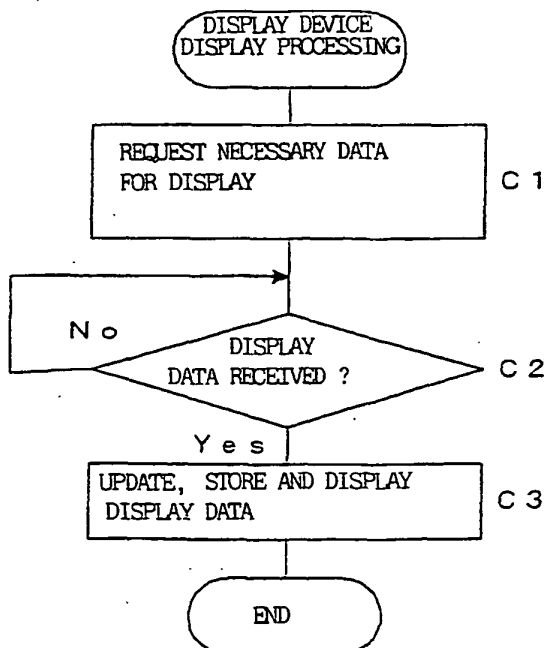 DISPLAY DEVICE
DISPLAY PROCESSING
REQUEST NECESSARY DATA
FOR DISPLAY
C 1
No
DISPLAY
DATA RECEIVED ?
C 2
Yes
UPDATE, STORE AND DISPLAY
DISPLAY DATA
C 3
END